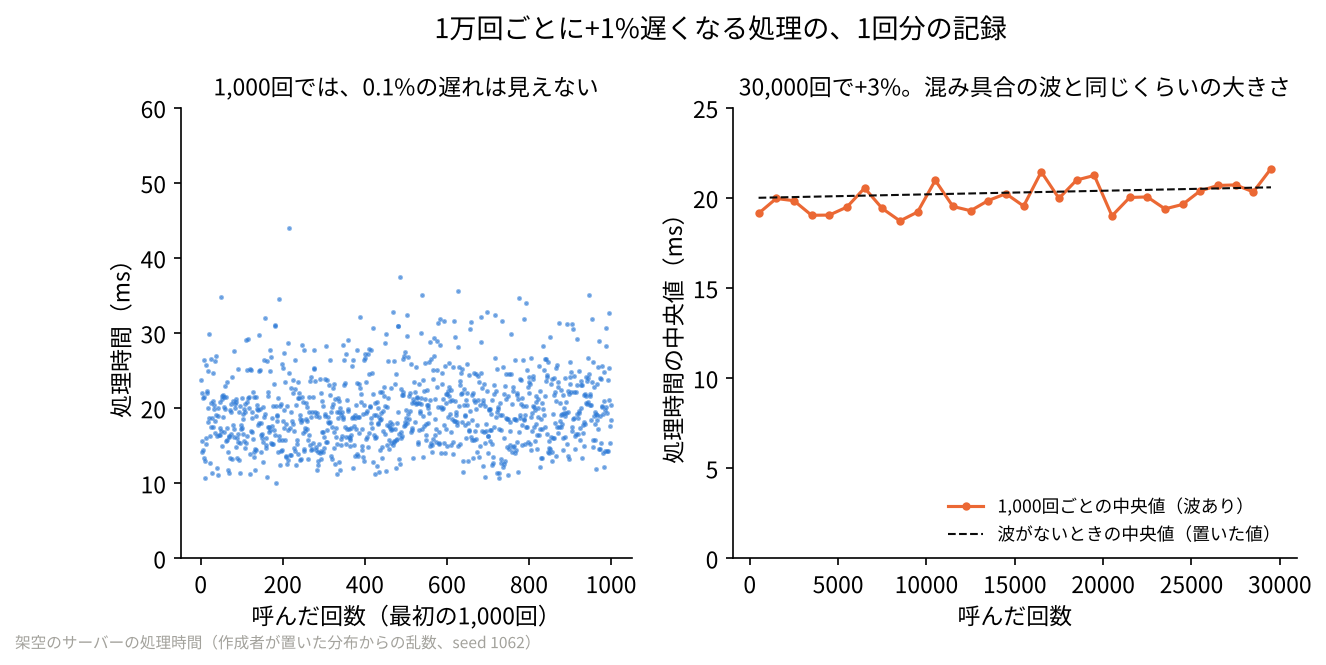 1万回ごとに+1%遅くなる処理の、1回分の記録
1,000回では、0.1%の遅れは見えない
60
50
40
30
20
10
0
処理時間（ms）
0 200 400 600 800 1000
呼んだ回数（最初の1,000回）
30,000回で+3%。混み具合の波と同じくらいの大きさ
25
20
15
10
5
0
処理時間の中央値（ms）
1,000回ごとの中央値（波あり）
波がないときの中央値（置いた値）
0 5000 10000 15000 20000 25000 30000
呼んだ回数
架空のサーバーの処理時間（作成者が置いた分布からの乱数、seed 1062）